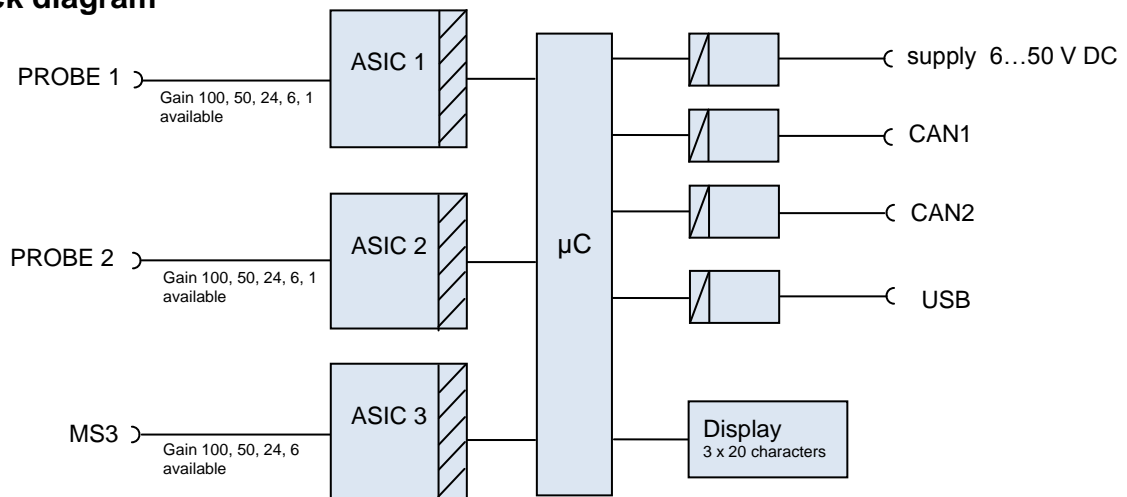 diagram
PROBE 1
Gain 100, 50, 24, 6, 1
available
ASIC 1
PROBE 2
Gain 100, 50, 24, 6, 1
available
ASIC 2
MS3
Gain 100, 50, 24, 6
available
ASIC 3
µC
supply 6…50 V DC
CAN1
CAN2
USB
Display
3 x 20 characters